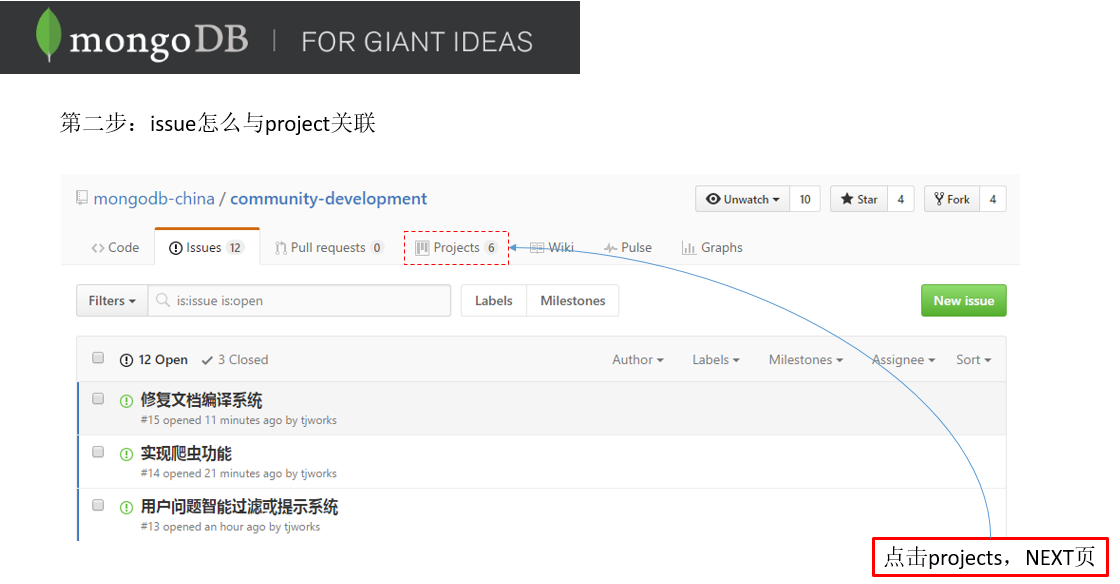 mongoDB | FOR GIANT IDEAS
第二步：issue怎么与project关联
mongodb-china / community-development
Unwatch 10 Star 4 Fork 4
Code Issues 12 Pull requests 0 Projects 6 Wiki Pulse Graphs
Filters is:issue is:open Labels Milestones New issue
12 Open 3 Closed Author Labels Milestones Assignee Sort
修复文档编译系统
#15 opened 11 minutes ago by tjworks
实现爬虫功能
#14 opened 21 minutes ago by tjworks
用户问题智能过滤或提示系统
#13 opened an hour ago by tjworks
点击projects，NEXT页